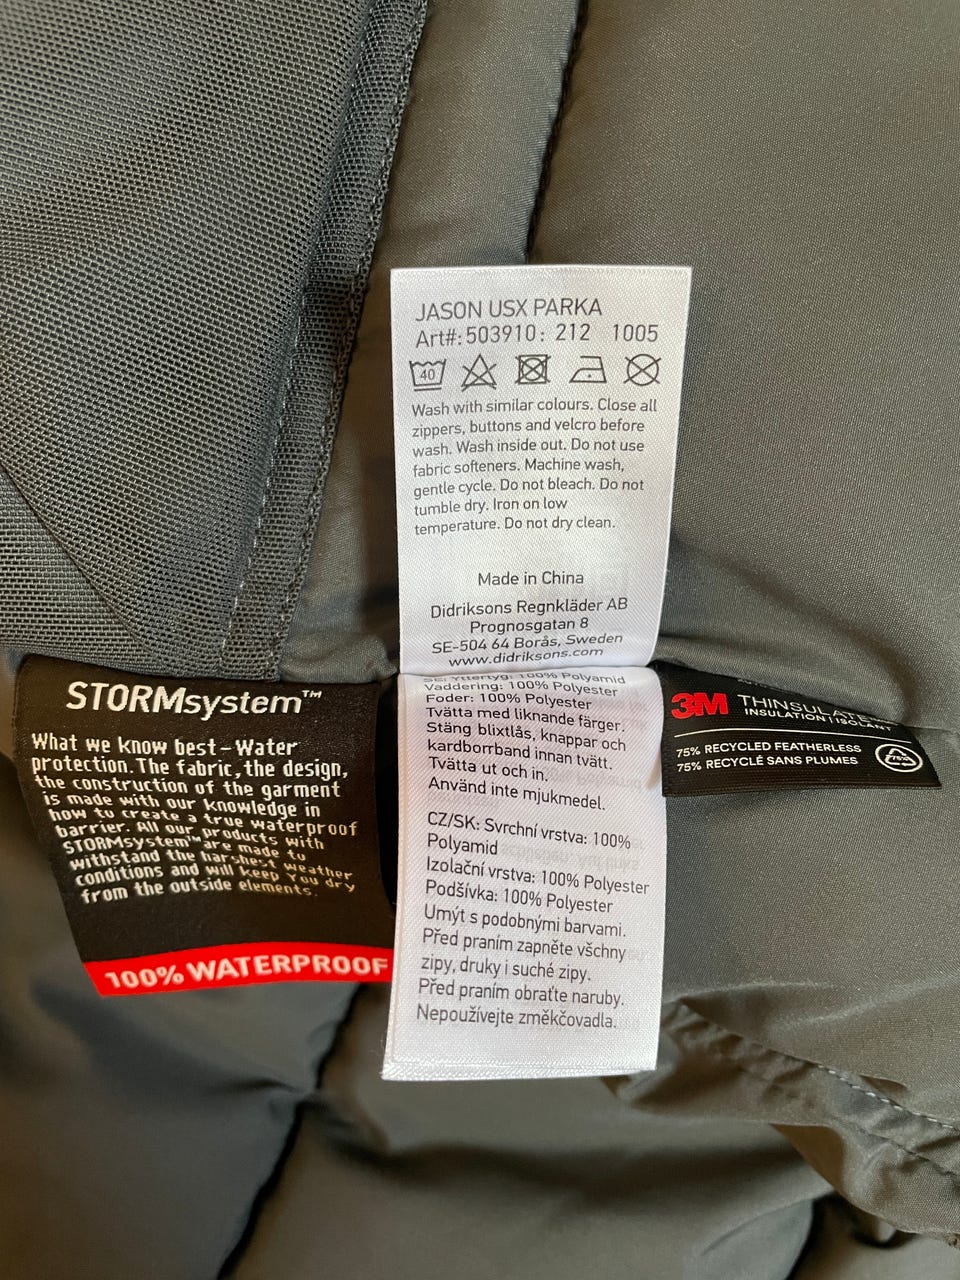 JASON USX PARKA
Art#: 503910: 212 1005
40
Wash with similar colours. Close all
zippers, buttons and velcro before
wash. Wash inside out. Do not use
fabric softeners. Machine wash,
gentle cycle. Do not bleach. Do not
tumble dry. Iron on low
temperature. Do not dry clean.
Made in China
Didriksons Regnkläder AB
Prognosgatan 8
SE-504 64 Borås, Sweden
www.didriksons.com
SE: Yttertyg: 100% Polyamid
Vaddering: 100% Polyester
Foder: 100% Polyester
Tvätta med liknande färger.
Stäng blixtlås, knappar och
kardborrband innan tvätt.
Tvätta ut och in.
Använd inte mjukmedel.
CZ/SK: Svrchní vrstva: 100%
Polyamid
Izolační vrstva: 100% Polyester
Podšívka: 100% Polyester
Umýt s podobnými barvami.
Před praním zapněte všchny
zipy, druky i suché zipy.
Před praním obraťte naruby.
Nepoužívejte změkčovadla.
STORMsystem™
What we know best - Water
protection. The fabric, the design,
the construction of the garment
is made with our knowledge in
how to create a true waterproof
barrier. All our products with
STORMsystem™ are made to
withstand the harshest weather
conditions and will keep You dry
from the outside elements.
100% WATERPROOF
3M THINSULATE
INSULATION | ISOLANT
75% RECYCLED FEATHERLESS
75% RECYCLÉ SANS PLUMES
75%